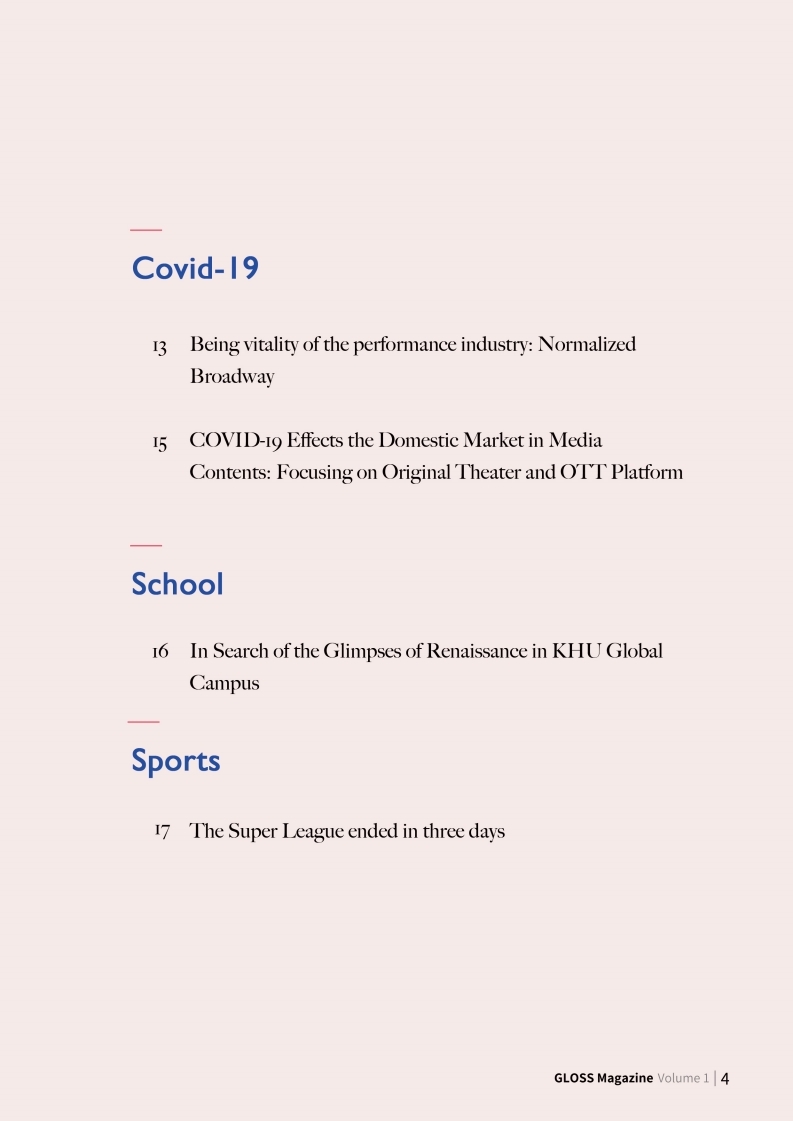 Covid-19
13 Being vitality of the performance industry: Normalized
Broadway
15 COVID-19 Effects the Domestic Market in Media
Contents: Focusing on Original Theater and OTT Platform
School
16 In Search of the Glimpses of Renaissance in KHU Global
Campus
Sports
17 The Super League ended in three days
GLOSS Magazine Volume 1 | 4